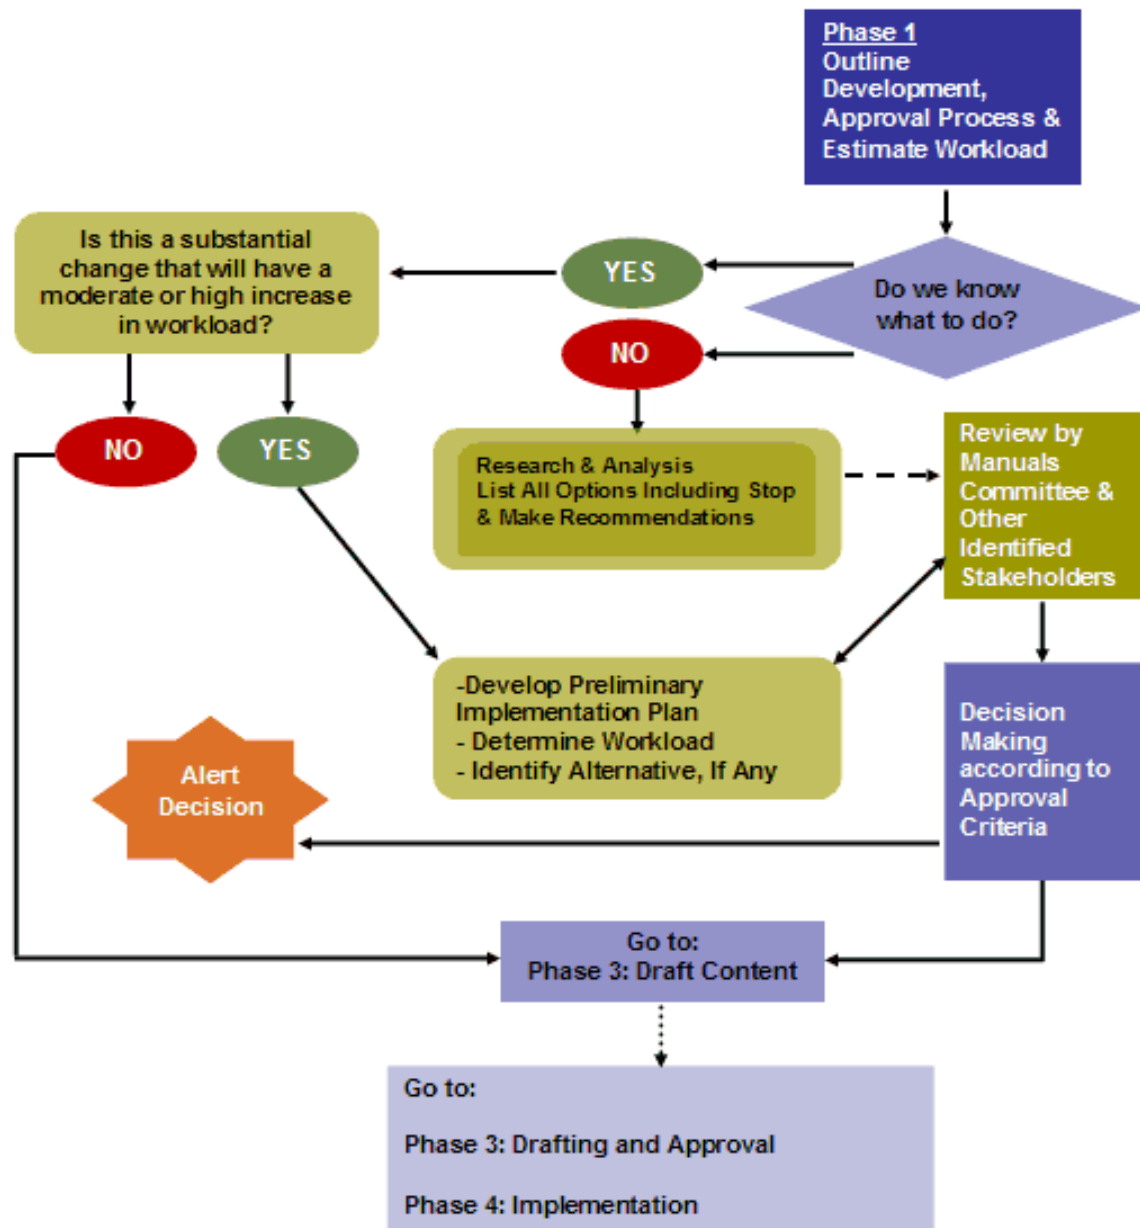 Phase 1
Outline
Development,
Approval Process &
Estimate Workload
Do we know
what to do?
YES
NO
Is this a substantial
change that will have a
moderate or high increase
in workload?
NO
YES
Research & Analysis
List All Options Including Stop
& Make Recommendations
Review by
Manuals
Committee &
Other
Identified
Stakeholders
-Develop Preliminary
Implementation Plan
- Determine Workload
- Identify Alternative, If Any
Decision
Making
according to
Approval
Criteria
Alert
Decision
Go to:
Phase 3: Draft Content
Go to:
Phase 3: Drafting and Approval
Phase 4: Implementation